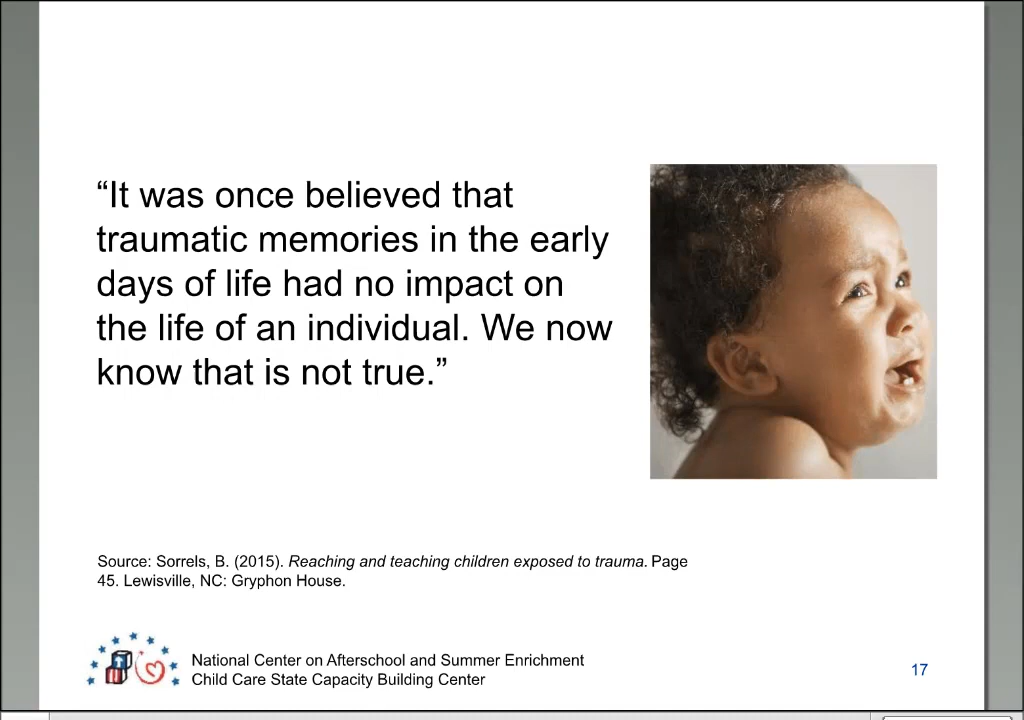 “It was once believed that
traumatic memories in the early
days of life had no impact on
the life of an individual. We now
know that is not true.”
Source: Sorrels, B. (2015). Reaching and teaching children exposed to trauma. Page
45. Lewisville, NC: Gryphon House.
National Center on Afterschool and Summer Enrichment
Child Care State Capacity Building Center
17